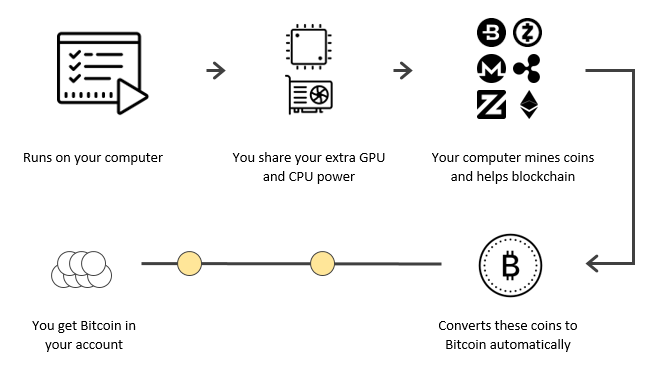 Runs on your computer
You share your extra GPU
and CPU power
Your computer mines coins
and helps blockchain
You get Bitcoin in
your account
Converts these coins to
Bitcoin automatically